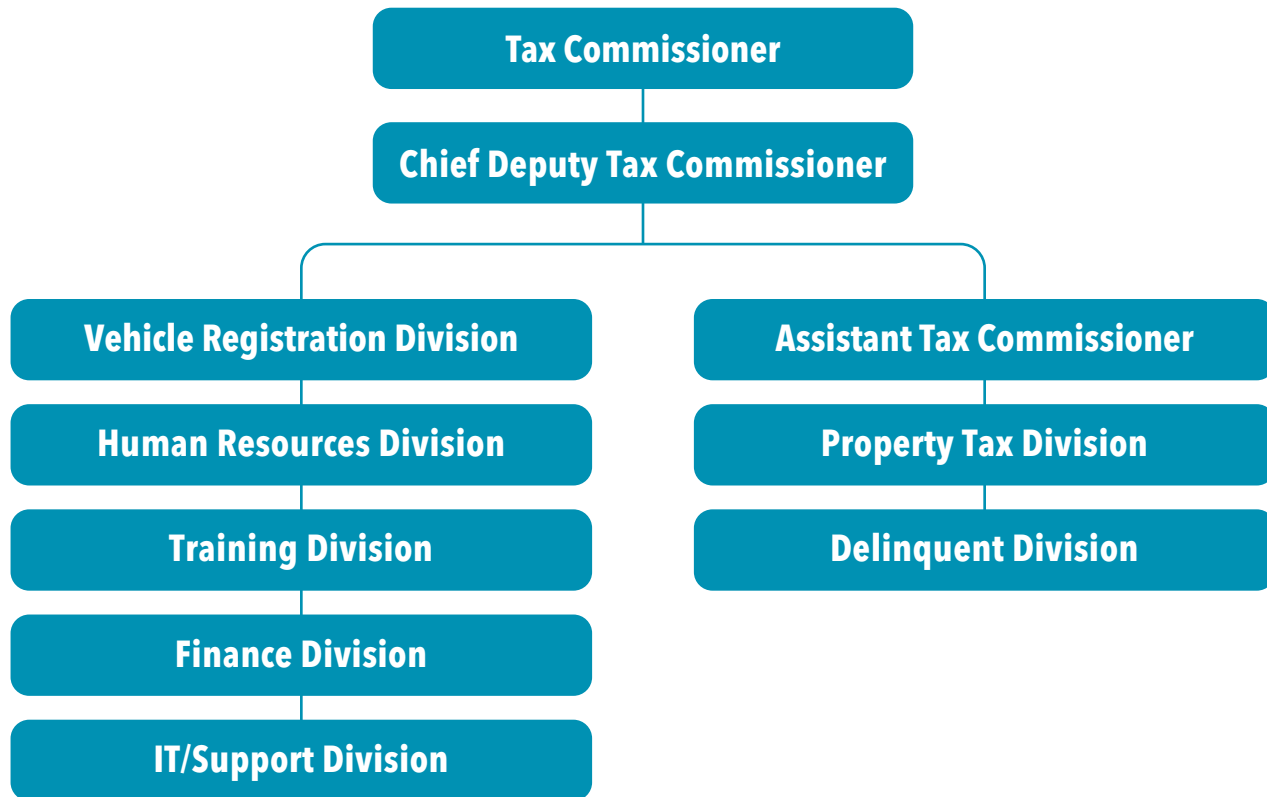 Tax Commissioner
Chief Deputy Tax Commissioner
Vehicle Registration Division
Human Resources Division
Training Division
Finance Division
IT/Support Division
Assistant Tax Commissioner
Property Tax Division
Delinquent Division